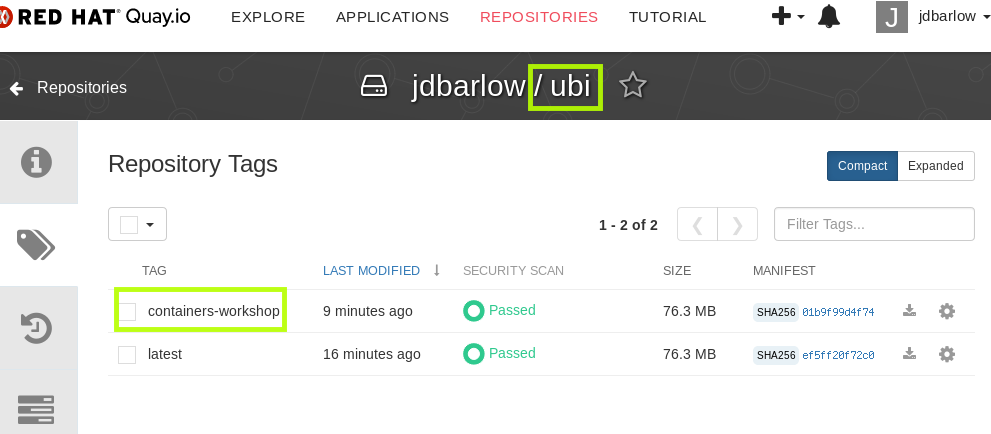 RED HAT® Quay.io EXPLORE APPLICATIONS REPOSITORIES TUTORIAL J jdbarlow
Repositories jdbarlow / ubi
Repository Tags Compact Expanded
1 - 2 of 2 Filter Tags...
TAG LAST MODIFIED SECURITY SCAN SIZE MANIFEST
containers-workshop 9 minutes ago Passed 76.3 MB SHA256 01b9f99d4f74
latest 16 minutes ago Passed 76.3 MB SHA256 ef5ff20f72c0